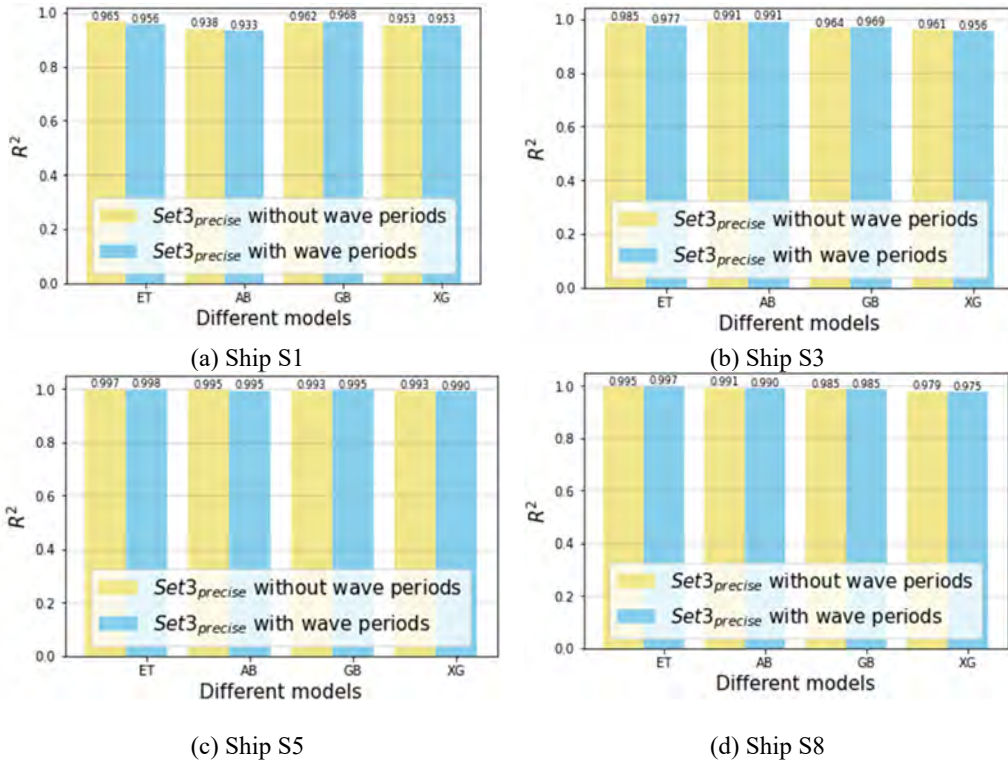 0.965 0.956 0.938 0.933 0.962 0.968 0.953 0.953
1.0
0.8
0.6
0.4
0.2
0.0
R²
Set3precise without wave periods
Set3precise with wave periods
ET AB GB XG
Different models
(a) Ship S1
0.985 0.977 0.991 0.991 0.964 0.969 0.961 0.956
1.0
0.8
0.6
0.4
0.2
0.0
R²
Set3precise without wave periods
Set3precise with wave periods
ET AB GB XG
Different models
(b) Ship S3
0.997 0.998 0.995 0.995 0.993 0.995 0.993 0.990
1.0
0.8
0.6
0.4
0.2
0.0
R²
Set3precise without wave periods
Set3precise with wave periods
ET AB GB XG
Different models
(c) Ship S5
0.995 0.997 0.991 0.990 0.985 0.985 0.979 0.975
1.0
0.8
0.6
0.4
0.2
0.0
R²
Set3precise without wave periods
Set3precise with wave periods
ET AB GB XG
Different models
(d) Ship S8